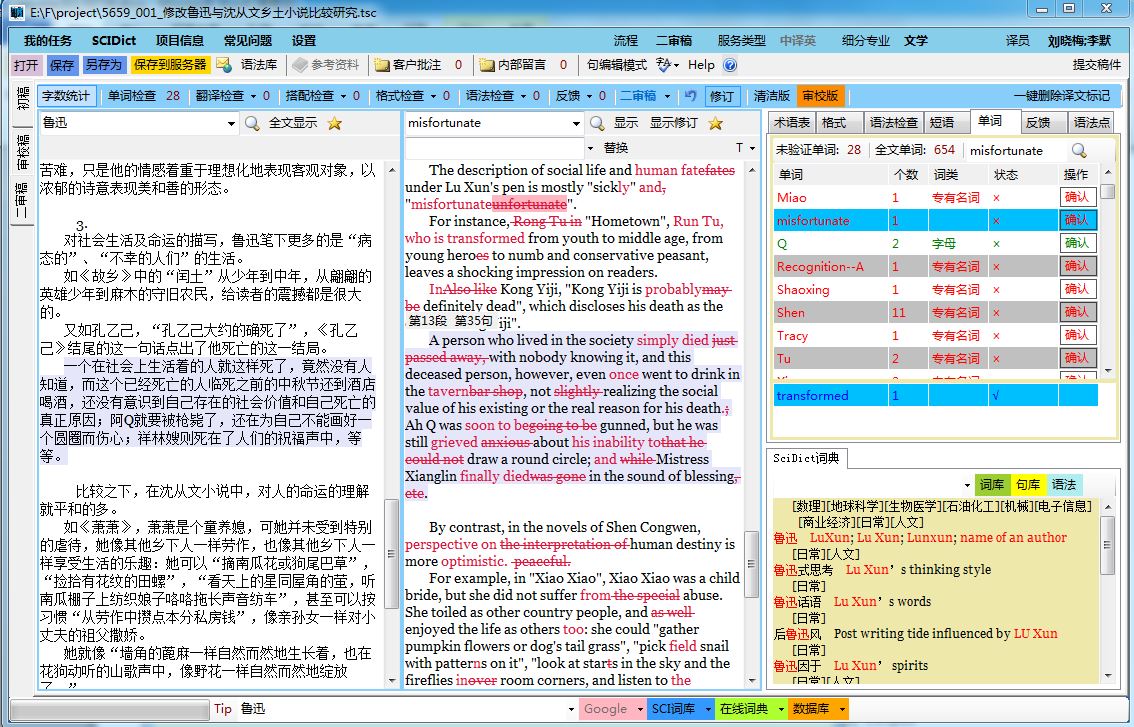 E:\F\project\5659_001_修改鲁迅与沈从文乡土小说比较研究.tsc
我的任务 SCIDict 项目信息 常见问题 设置 流程 二审稿 服务类型 中译英 细分专业 文学 译员 刘晓梅;李默
打开 保存 另存为 保存到服务器 语法库 参考资料 客户批注 0 内部留言 0 句编辑模式 Help 提交稿件
字数统计 单词检查 28 翻译检查 0 搭配检查 0 格式检查 0 语法检查 0 反馈 0 二审稿 修订 清洁版 审校版 一键删除译文标记
初稿
审校稿
二审稿
鲁迅 全文显示
苦难，只是他的情感着重于理想化地表现客观对象，以
浓郁的诗意表现美和善的形态。
3.
对社会生活及命运的描写，鲁迅笔下更多的是“病
态的”、“不幸的人们”的生活。
如《故乡》中的“闰土”从少年到中年，从翩翩的
英雄少年到麻木的守旧农民，给读者的震撼都是很大
的。
又如孔乙己，“孔乙己大约的确死了”，《孔乙
己》结尾的这一句话点出了他死亡的这一结局。
一个在社会上生活着的人就这样死了，竟然没有人
知道，而这个已经死亡的人临死之前的中秋节还到酒店
喝酒，还没有意识到自己存在的社会价值和自己死亡的
真正原因；阿Q就要被枪毙了，还在为自己不能画好一
个圆圈而伤心；祥林嫂则死在了人们的祝福声中，等
等。
比较之下，在沈从文小说中，对人的命运的理解
就平和的多。
如《萧萧》，萧萧是个童养媳，可她并未受到特别
的虐待，她像其他乡下人一样劳作，也像其他乡下人一
样享受生活的乐趣：她可以“摘南瓜花或狗尾巴草”，
“捡拾有花纹的田螺”，“看天上的星同屋角的萤，听
南瓜棚子上纺织娘子咯咯拖长声音纺车”，甚至可以按
习惯“从劳作中攒点本分私房钱”，像亲孙女一样对小
丈夫的祖父撒娇。
她就像“墙角的蓖麻一样自然而然地生长着，也在
花狗动听的山歌声中，像野花一样自然而然地绽放
了。”
misfortunate 显示 显示修订
替换 T
The description of social life and human fatefates
under Lu Xun's pen is mostly "sickly" and,
"misfortunateunfortunate".
For instance, Rong Tu in "Hometown", Run Tu,
who is transformed from youth to middle age, from
young heroes to numb and conservative peasant,
leaves a shocking impression on readers.
InAlso like Kong Yiji, "Kong Yiji is probablymay
be definitely dead", which discloses his death as the
第13段 第35句 iji".
A person who lived in the society simply died just
passed away, with nobody knowing it, and this
deceased person, however, even once went to drink in
the tavernbar shop, not slightly realizing the social
value of his existing or the real reason for his death.;
Ah Q was soon to begoing to be gunned, but he was
still grieved anxious about his inability tothat he
could not draw a round circle; and while Mistress
Xianglin finally diedwas gone in the sound of blessing,
etc.
By contrast, in the novels of Shen Congwen,
perspective on the interpretation of human destiny is
more optimistic. peaceful.
For example, in "Xiao Xiao", Xiao Xiao was a child
bride, but she did not suffer from the special abuse.
She toiled as other country people, and as well
enjoyed the life as others too: she could "gather
pumpkin flowers or dog's tail grass", "pick field snail
with patterns on it", "look at starts in the sky and the
fireflies inover room corners, and listen to the
术语表 格式 语法检查 短语 单词 反馈 语法点
未验证单词: 28 全文单词: 654 misfortunate
单词 个数 词类 状态 操作
Miao 1 专有名词 × 确认
misfortunate 1 × 确认
Q 2 字母 × 确认
Recognition--A 1 专有名词 × 确认
Shaoxing 1 专有名词 × 确认
Shen 11 专有名词 × 确认
Tracy 1 专有名词 × 确认
Tu 2 专有名词 × 确认
transformed 1 √
SciDict词典
词库 句库 语法
[数理][地球科学][生物医学][石油化工][机械][电子信息]
[商业经济][日常][人文]
鲁迅 LuXun; Lu Xun; Lunxun; name of an author
[日常][人文]
鲁迅式思考 Lu Xun’s thinking style
[日常]
鲁迅话语 Lu Xun’s words
[日常]
后鲁迅风 Post writing tide influenced by LU Xun
[日常]
鲁迅因子 Lu Xun’ spirits
[日常][人文]
Tip 鲁迅 Google SCI词库 在线词典 数据库